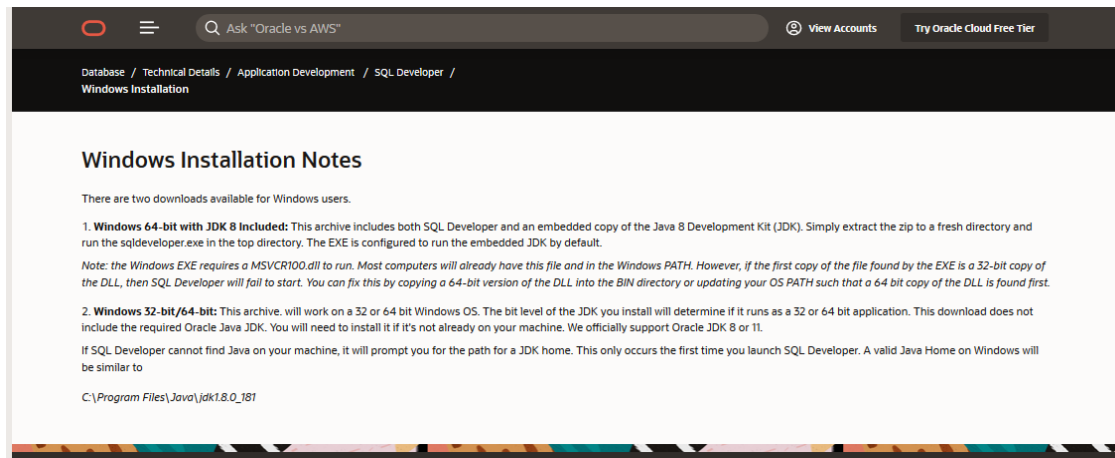 Ask "Oracle vs AWS"
View Accounts
Try Oracle Cloud Free Tier
Database / Technical Details / Application Development / SQL Developer /
Windows Installation
Windows Installation Notes
There are two downloads available for Windows users.
1. Windows 64-bit with JDK 8 Included: This archive includes both SQL Developer and an embedded copy of the Java 8 Development Kit (JDK). Simply extract the zip to a fresh directory and
run the sqldeveloper.exe in the top directory. The EXE is configured to run the embedded JDK by default.
Note: the Windows EXE requires a MSVCR100.dll to run. Most computers will already have this file and in the Windows PATH. However, if the first copy of the file found by the EXE is a 32-bit copy of
the DLL, then SQL Developer will fail to start. You can fix this by copying a 64-bit version of the DLL into the BIN directory or updating your OS PATH such that a 64 bit copy of the DLL is found first.
2. Windows 32-bit/64-bit: This archive. will work on a 32 or 64 bit Windows OS. The bit level of the JDK you install will determine if it runs as a 32 or 64 bit application. This download does not
include the required Oracle Java JDK. You will need to install it if it's not already on your machine. We officially support Oracle JDK 8 or 11.
If SQL Developer cannot find Java on your machine, it will prompt you for the path for a JDK home. This only occurs the first time you launch SQL Developer. A valid Java Home on Windows will
be similar to
C:\Program Files\Java\jdk1.8.0_181